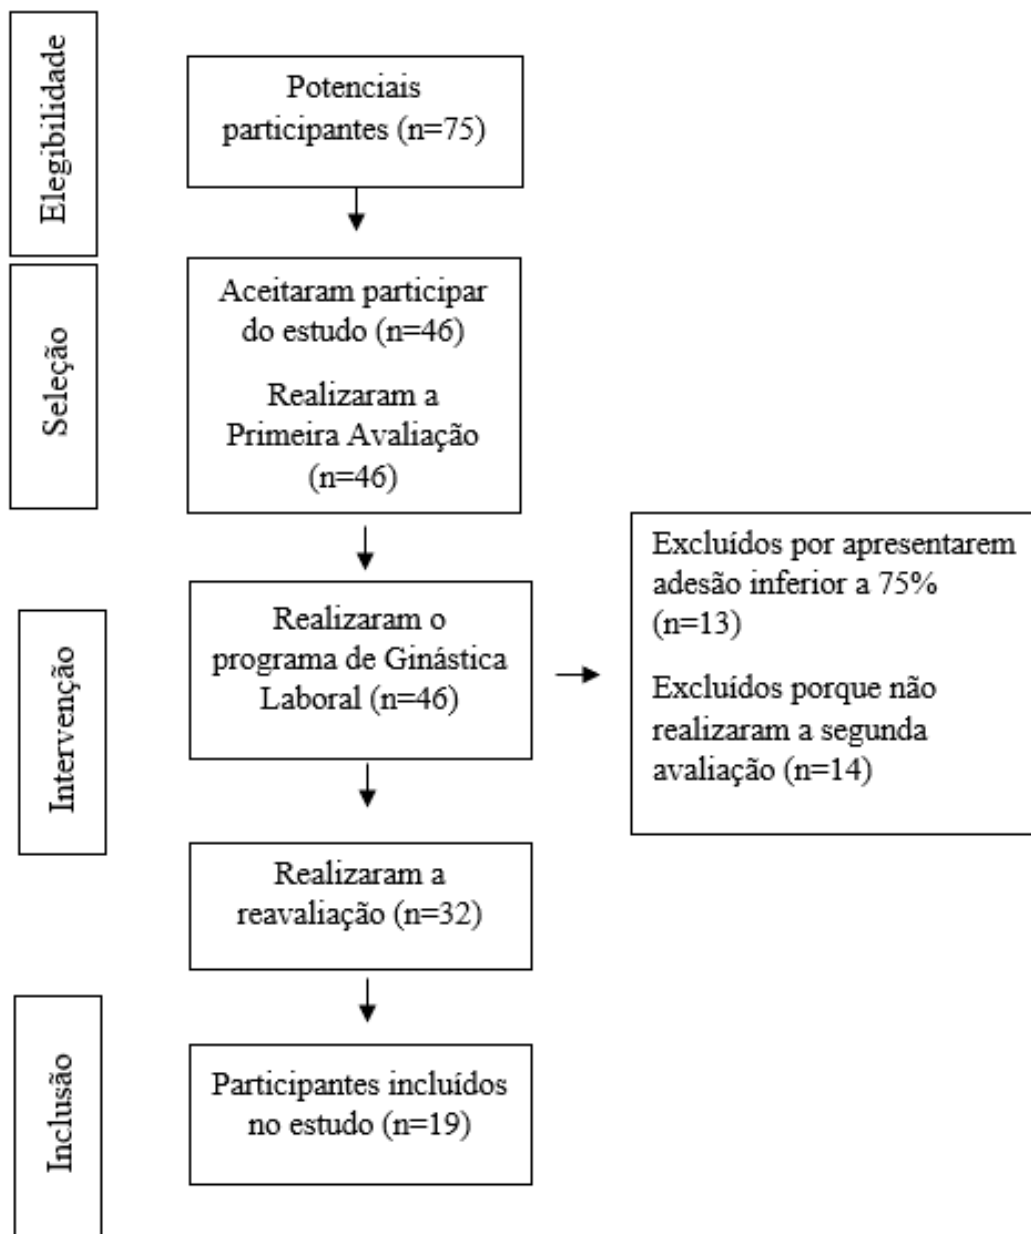 Elegibilidade
Potenciais
participantes (n=75)
Seleção
Aceitaram participar
do estudo (n=46)
Realizaram a
Primeira Avaliação
(n=46)
Intervenção
Realizaram o
programa de Ginástica
Laboral (n=46)
Excluídos por apresentarem
adesão inferior a 75%
(n=13)
Excluídos porque não
realizaram a segunda
avaliação (n=14)
Realizaram a
reavaliação (n=32)
Inclusão
Participantes incluídos
no estudo (n=19)